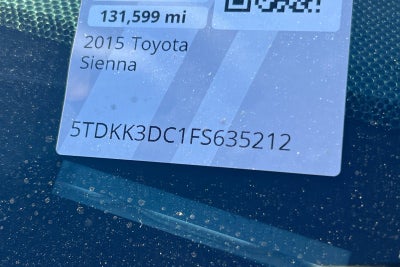 131,599 mi
2015 Toyota
Sienna
5TDKK3DC1FS635212